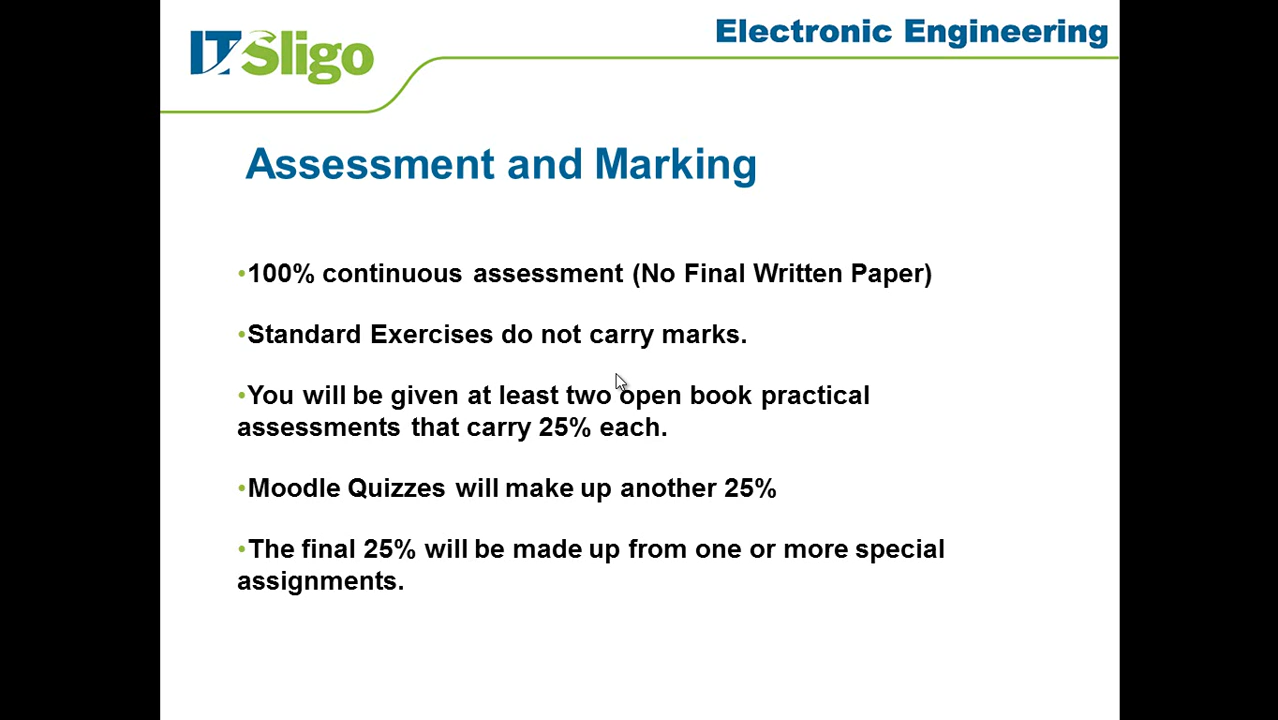 ITSligo
Electronic Engineering
Assessment and Marking
•100% continuous assessment (No Final Written Paper)
•Standard Exercises do not carry marks.
•You will be given at least two open book practical
assessments that carry 25% each.
•Moodle Quizzes will make up another 25%
•The final 25% will be made up from one or more special
assignments.